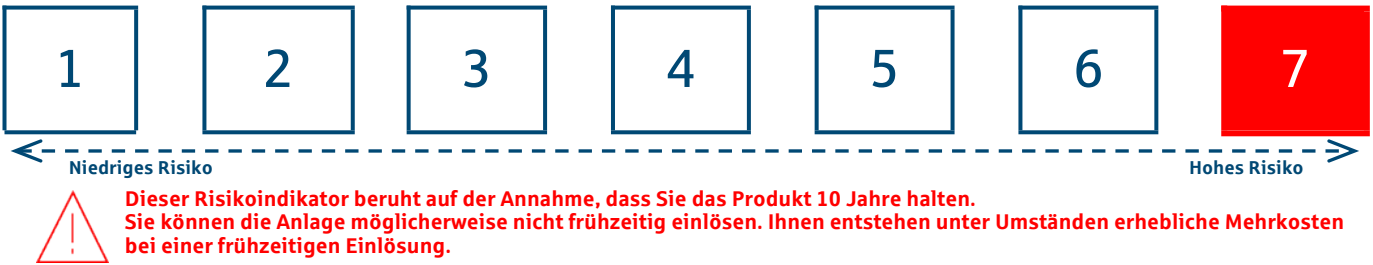 1 2 3 4 5 6 7
Niedriges Risiko Hohes Risiko
Dieser Risikoindikator beruht auf der Annahme, dass Sie das Produkt 10 Jahre halten.
Sie können die Anlage möglicherweise nicht frühzeitig einlösen. Ihnen entstehen unter Umständen erhebliche Mehrkosten
bei einer frühzeitigen Einlösung.